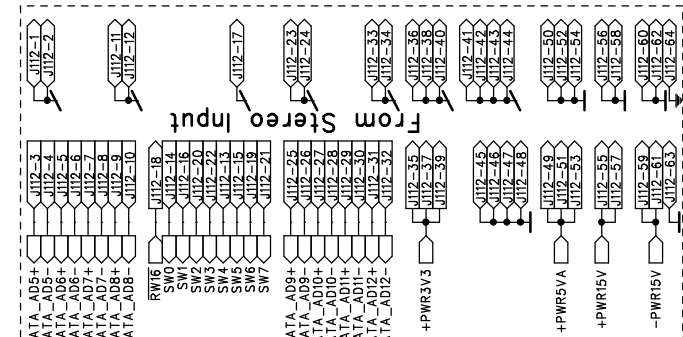 J112-1
J112-2
J112-11
J112-12
J112-17
J112-23
J112-24
J112-33
J112-34
J112-36
J112-38
J112-40
J112-41
J112-42
J112-43
J112-44
J112-50
J112-52
J112-54
J112-56
J112-58
J112-60
J112-62
J112-64
From Stereo Input
J112-3
J112-4
J112-5
J112-6
J112-7
J112-8
J112-9
J112-10
J112-18
J112-14
J112-16
J112-20
J112-22
J112-13
J112-15
J112-19
J112-21
J112-25
J112-26
J112-27
J112-28
J112-29
J112-30
J112-31
J112-32
J112-35
J112-37
J112-39
J112-45
J112-46
J112-47
J112-48
J112-49
J112-51
J112-53
J112-55
J112-57
J112-59
J112-61
J112-63
ATA_AD5+
ATA_AD5-
ATA_AD6+
ATA_AD6-
ATA_AD7+
ATA_AD7-
ATA_AD8+
ATA_AD8-
RW16
SW0
SW1
SW2
SW3
SW4
SW5
SW6
SW7
ATA_AD9+
ATA_AD9-
ATA_AD10+
ATA_AD10-
ATA_AD11+
ATA_AD11-
ATA_AD12+
ATA_AD12-
+PWR3V3
+PWR5VA
+PWR15V
-PWR15V